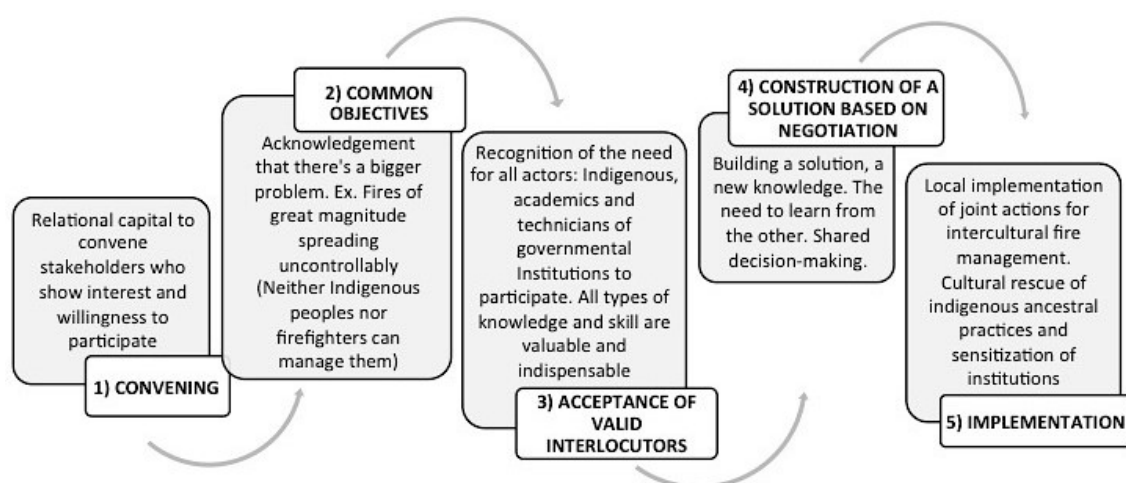 Relational capital to
convene
stakeholders who
show interest and
willingness to
participate
1) CONVENING
2) COMMON
OBJECTIVES
Acknowledgement
that there's a bigger
problem. Ex. Fires of
great magnitude
spreading
uncontrollably
(Neither Indigenous
peoples nor
firefighters can
manage them)
Recognition of the need
for all actors: Indigenous,
academics and
technicians of
governmental
Institutions to
participate. All types of
knowledge and skill are
valuable and
indispensable
3) ACCEPTANCE OF
VALID
INTERLOCUTORS
4) CONSTRUCTION OF A
SOLUTION BASED ON
NEGOTIATION
Building a solution, a
new knowledge. The
need to learn from
the other. Shared
decision-making.
Local implementation
of joint actions for
intercultural fire
management.
Cultural rescue of
indigenous ancestral
practices and
sensitization of
institutions
5) IMPLEMENTATION